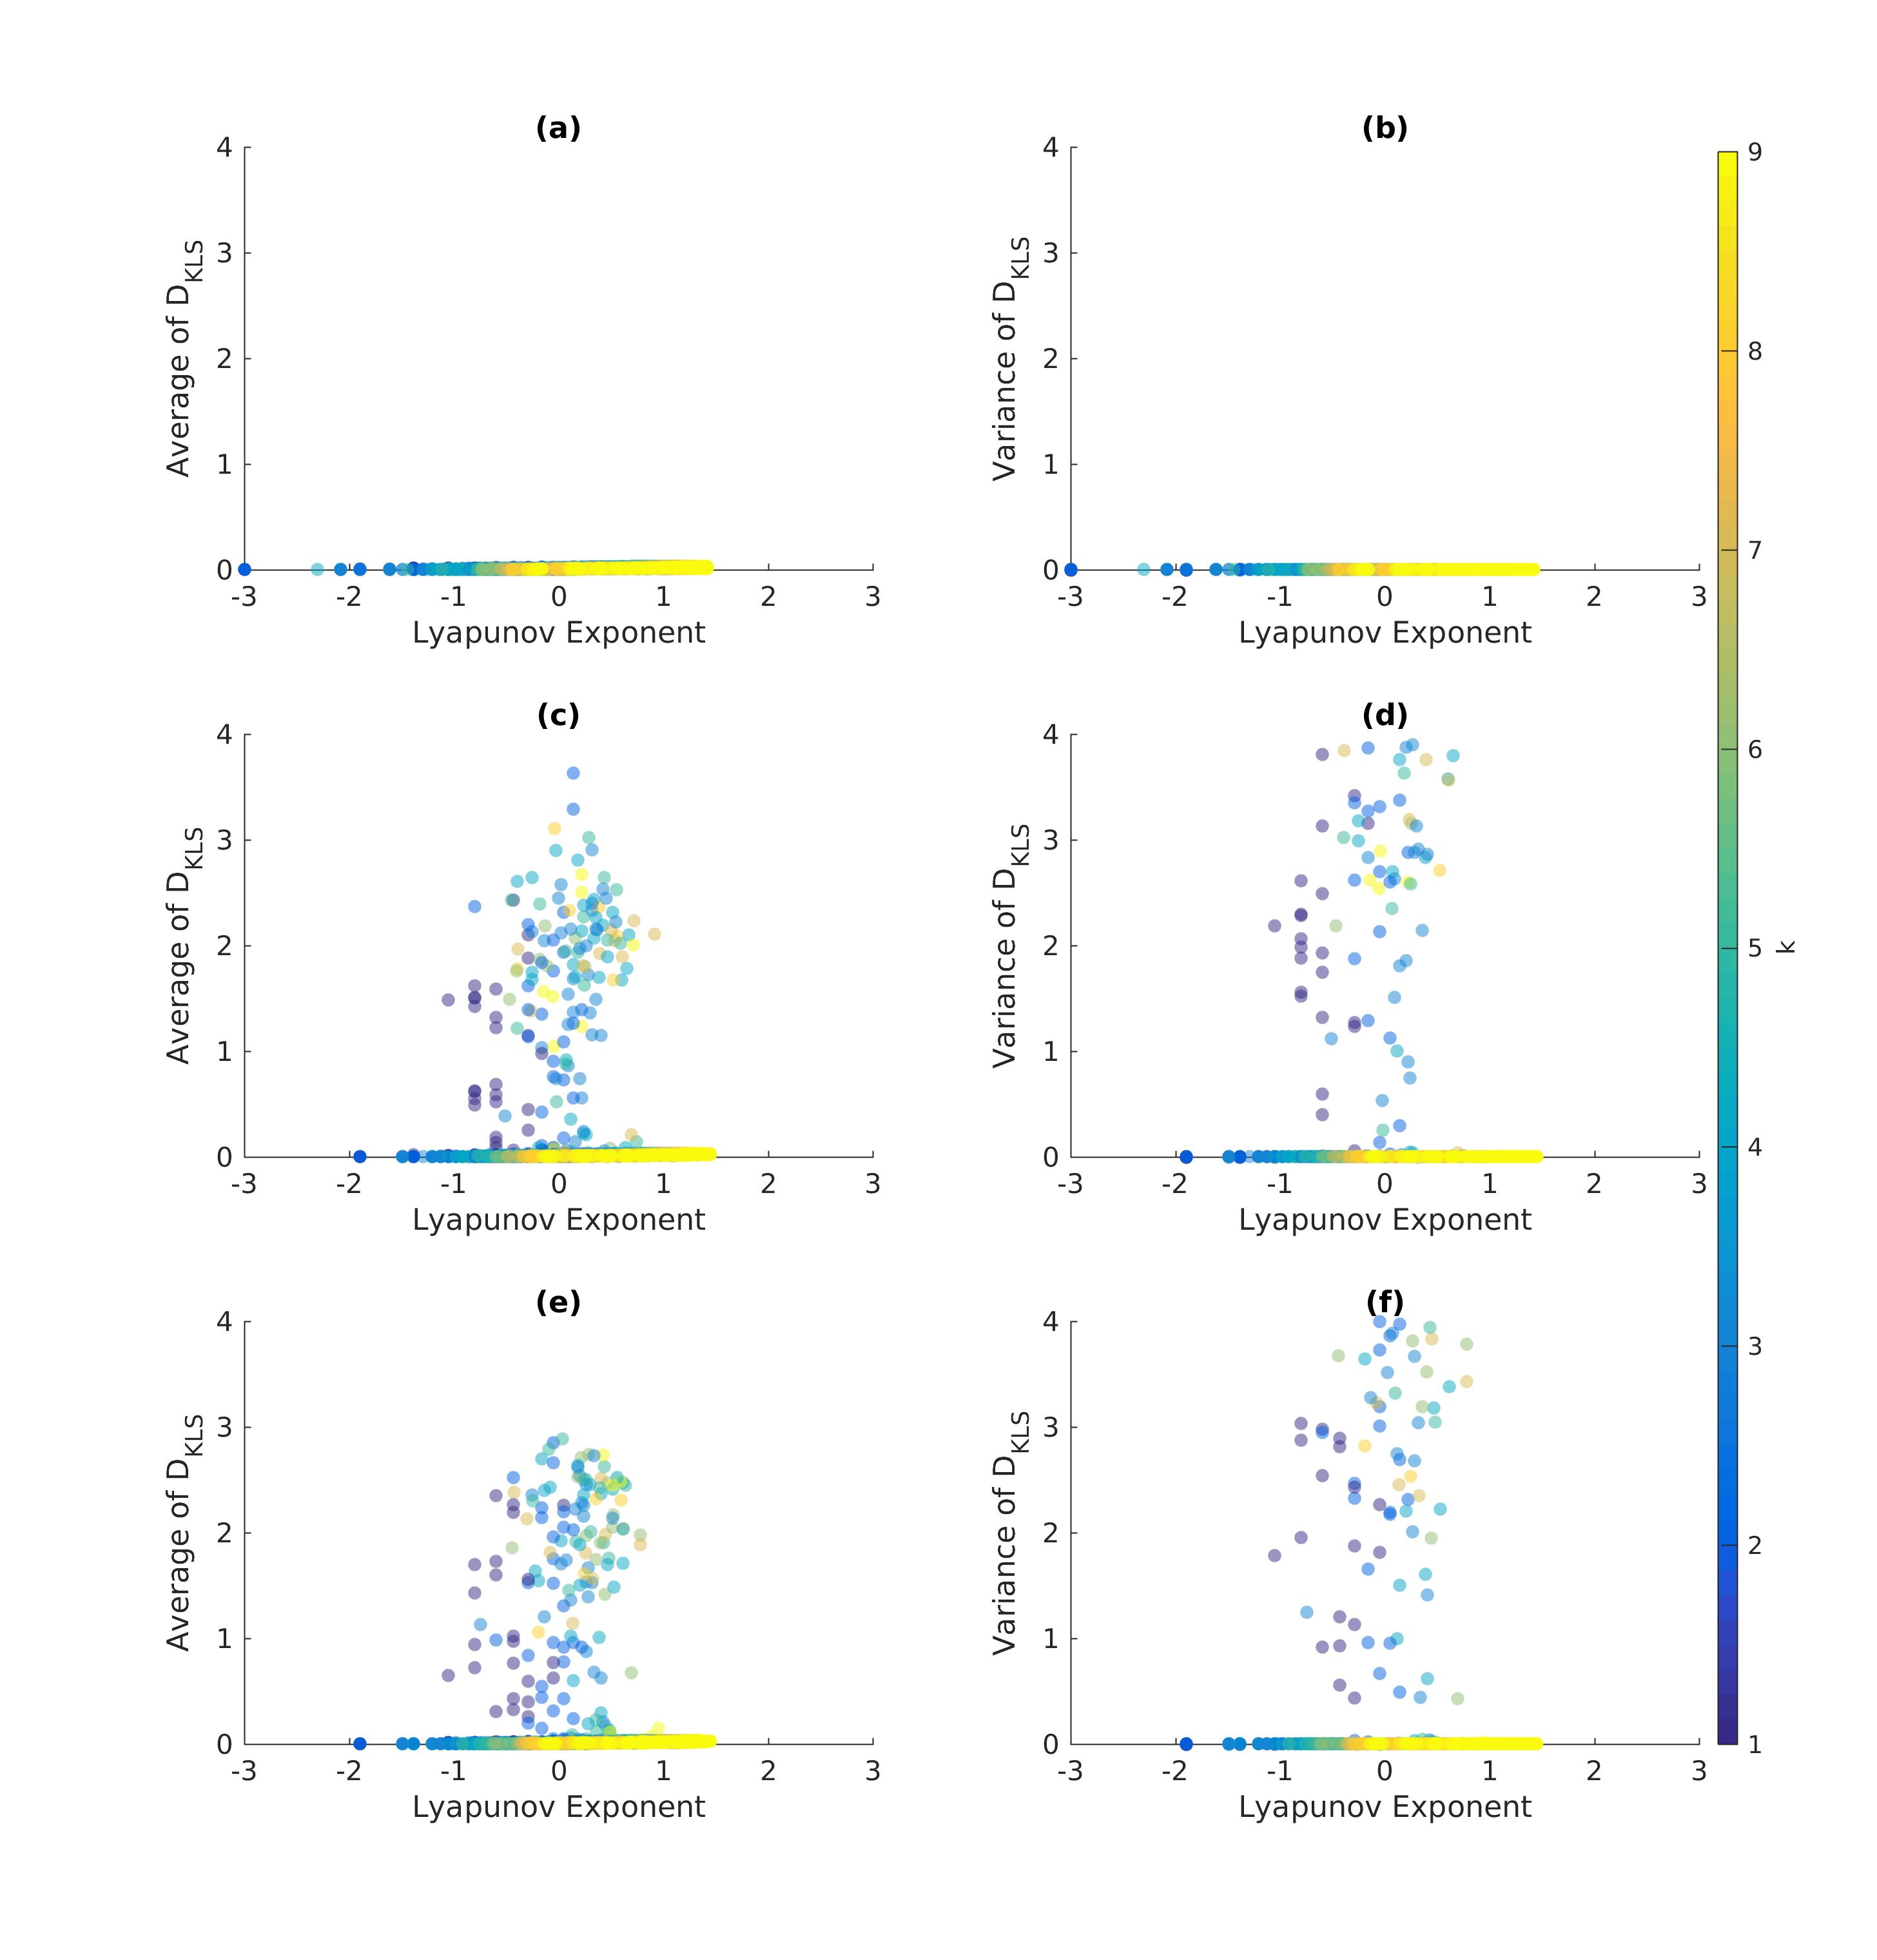 (a)
4
3
2
1
0
Average of D_KLS
-3 -2 -1 0 1 2 3
Lyapunov Exponent
(b)
4
3
2
1
0
Variance of D_KLS
-3 -2 -1 0 1 2 3
Lyapunov Exponent
(c)
4
3
2
1
0
Average of D_KLS
-3 -2 -1 0 1 2 3
Lyapunov Exponent
(d)
4
3
2
1
0
Variance of D_KLS
-3 -2 -1 0 1 2 3
Lyapunov Exponent
(e)
4
3
2
1
0
Average of D_KLS
-3 -2 -1 0 1 2 3
Lyapunov Exponent
(f)
4
3
2
1
0
Variance of D_KLS
-3 -2 -1 0 1 2 3
Lyapunov Exponent
9
8
7
6
5
4
3
2
1
k